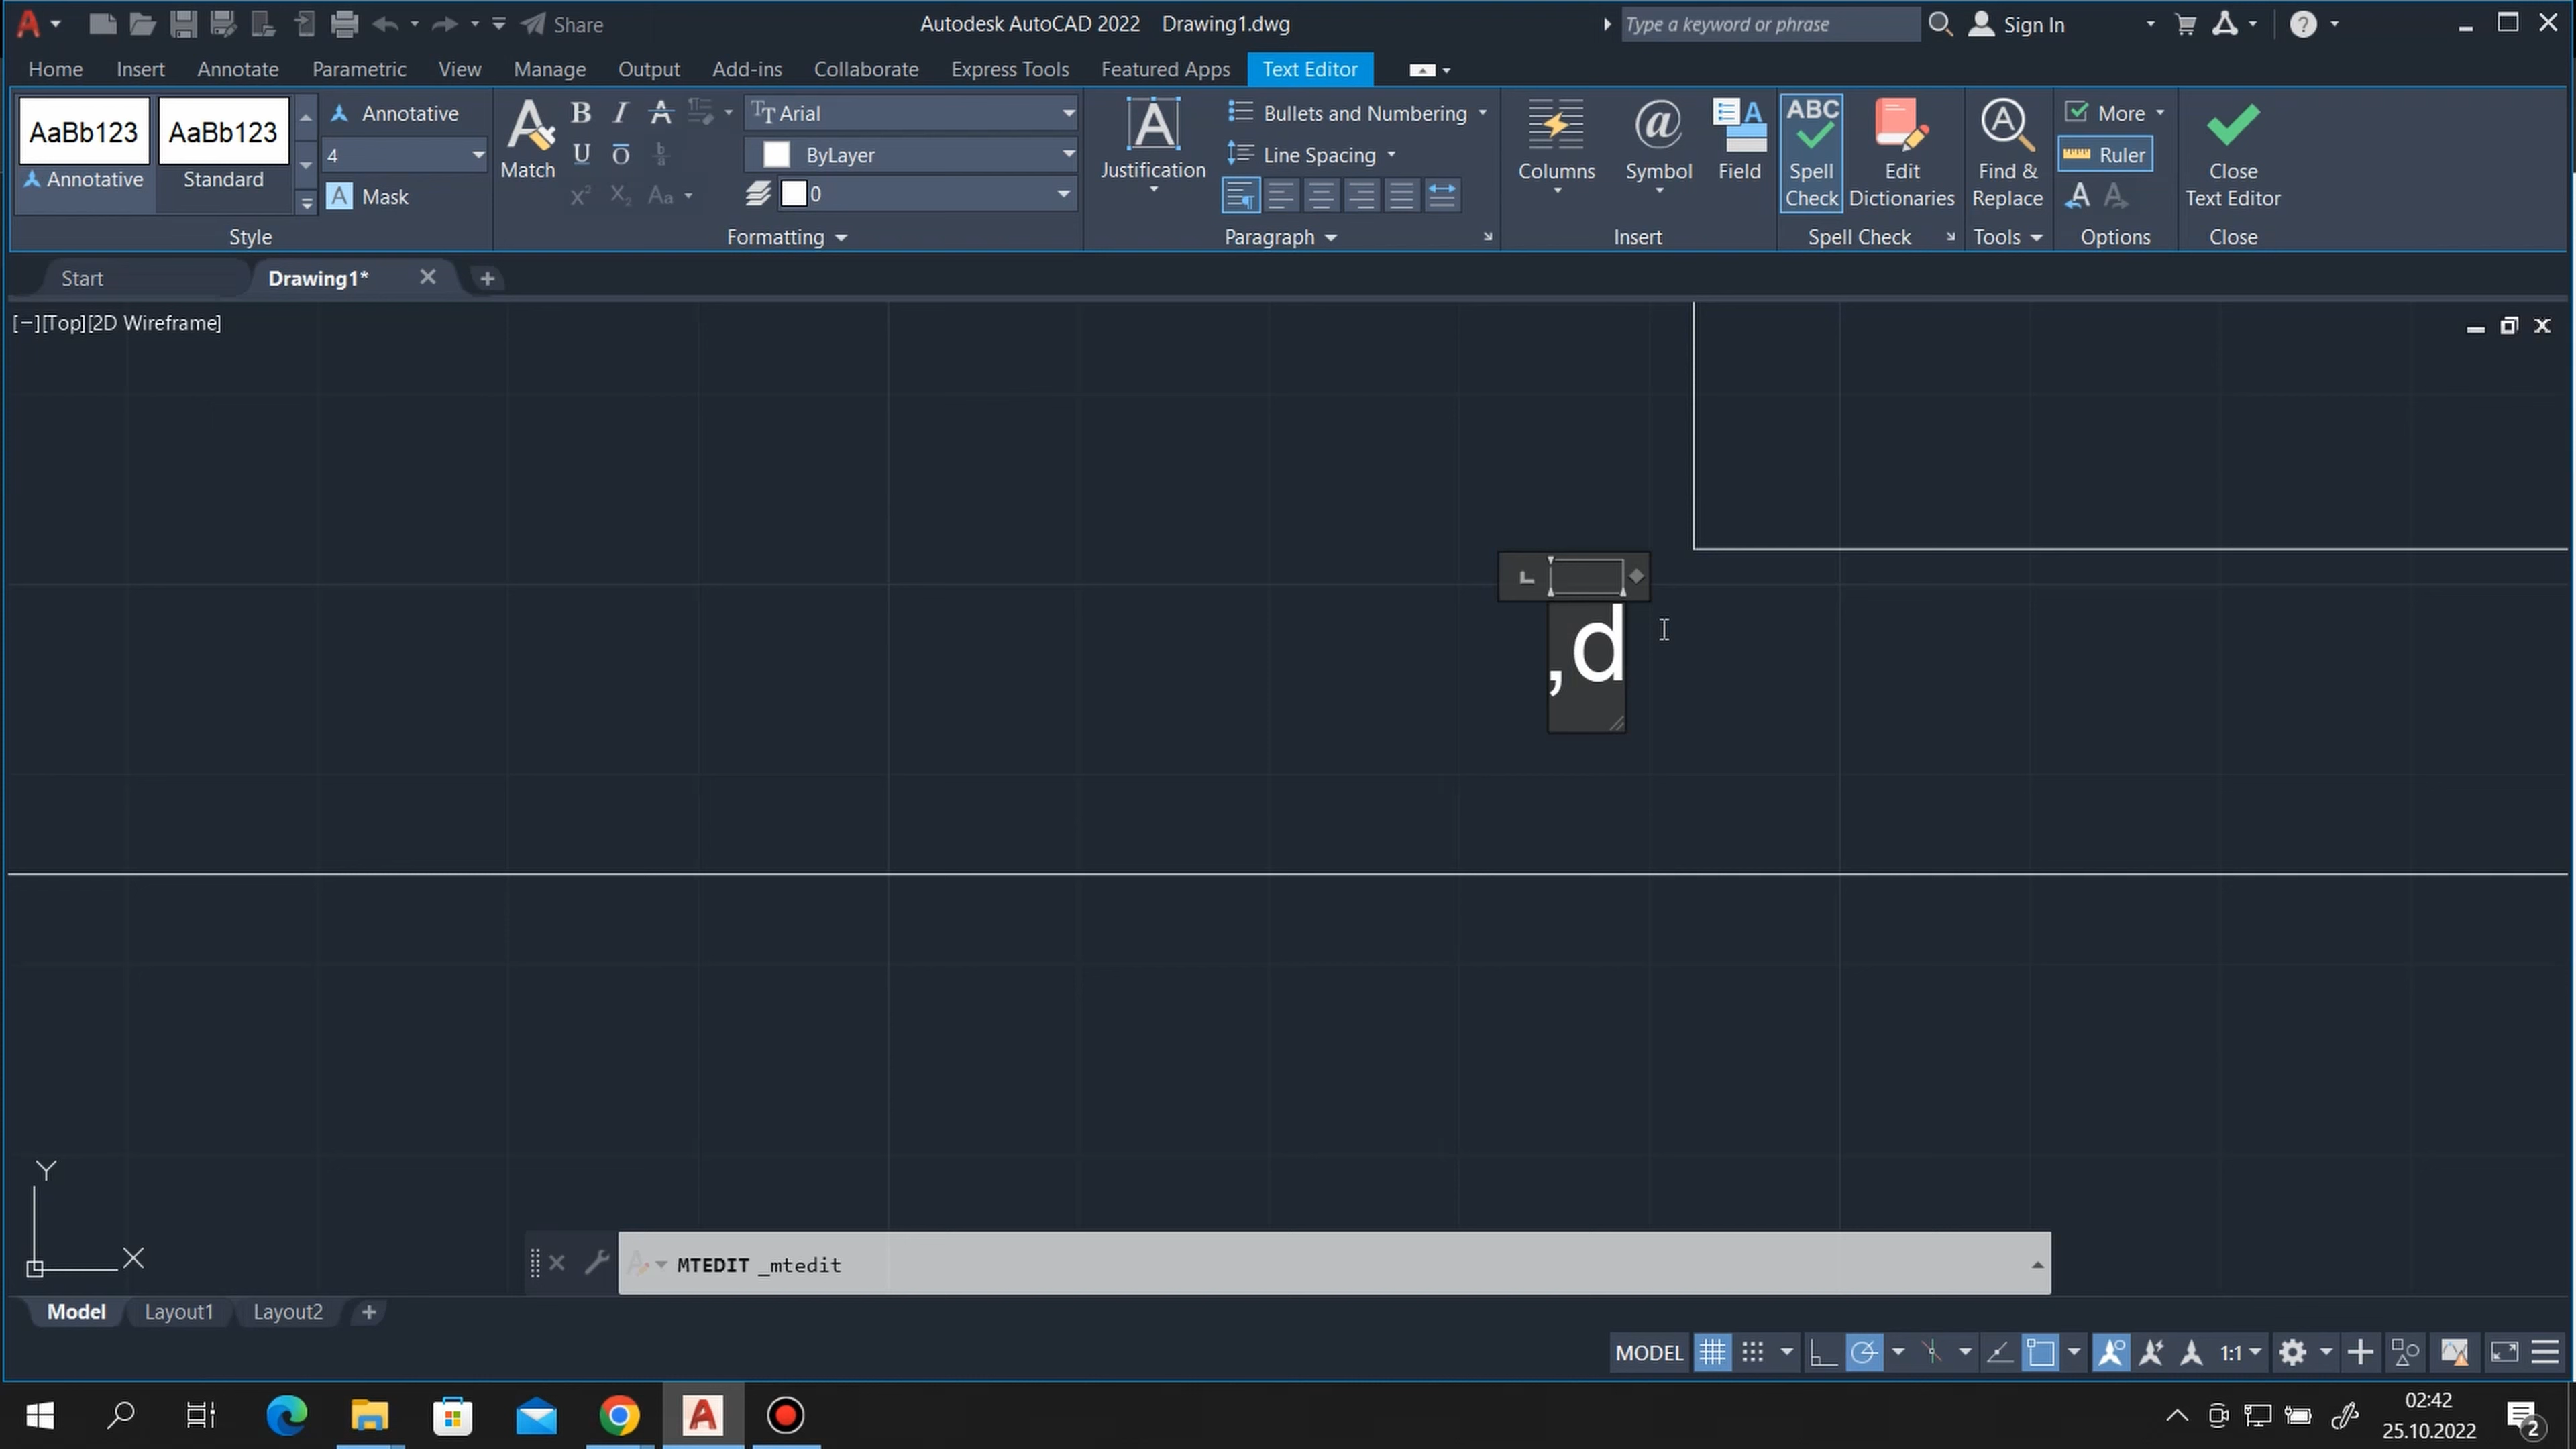 Share
Autodesk AutoCAD 2022 Drawing1.dwg
Type a keyword or phrase
Sign In
Home Insert Annotate Parametric View Manage Output Add-ins Collaborate Express Tools Featured Apps Text Editor
AaBb123
Annotative
AaBb123
Standard
Annotative
4
Mask
Style
Match
Arial
ByLayer
0
Formatting
Justification
Bullets and Numbering
Line Spacing
Paragraph
Columns
Symbol
Field
Insert
ABC
Spell
Check
Edit
Dictionaries
Spell Check
Find &
Replace
Tools
More
Ruler
Options
Close
Text Editor
Close
Start
Drawing1*
[−][Top][2D Wireframe]
,d
Y
X
MTEDIT _mtedit
Model Layout1 Layout2
MODEL
1:1
02:42
25.10.2022
2